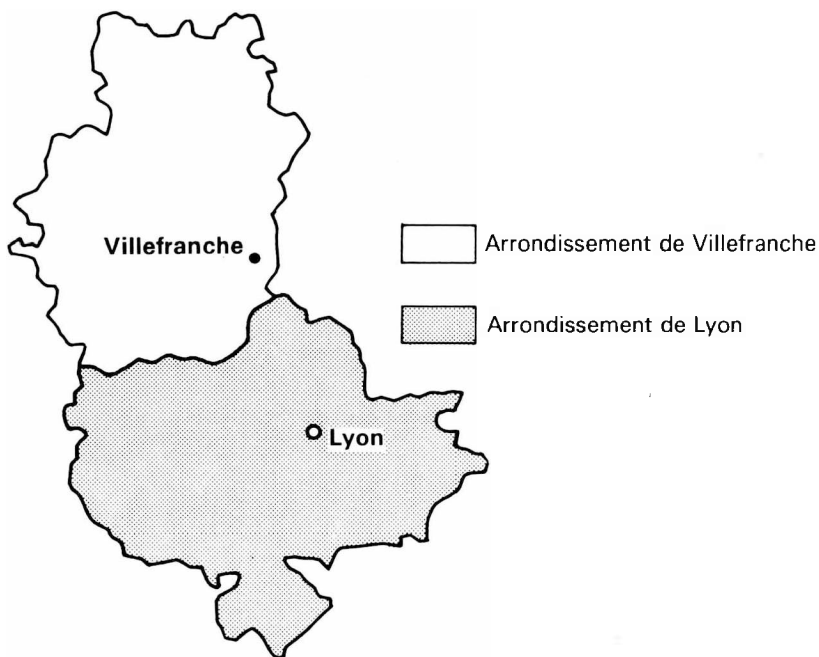 Villefranche
Arrondissement de Villefranche
Arrondissement de Lyon
Lyon